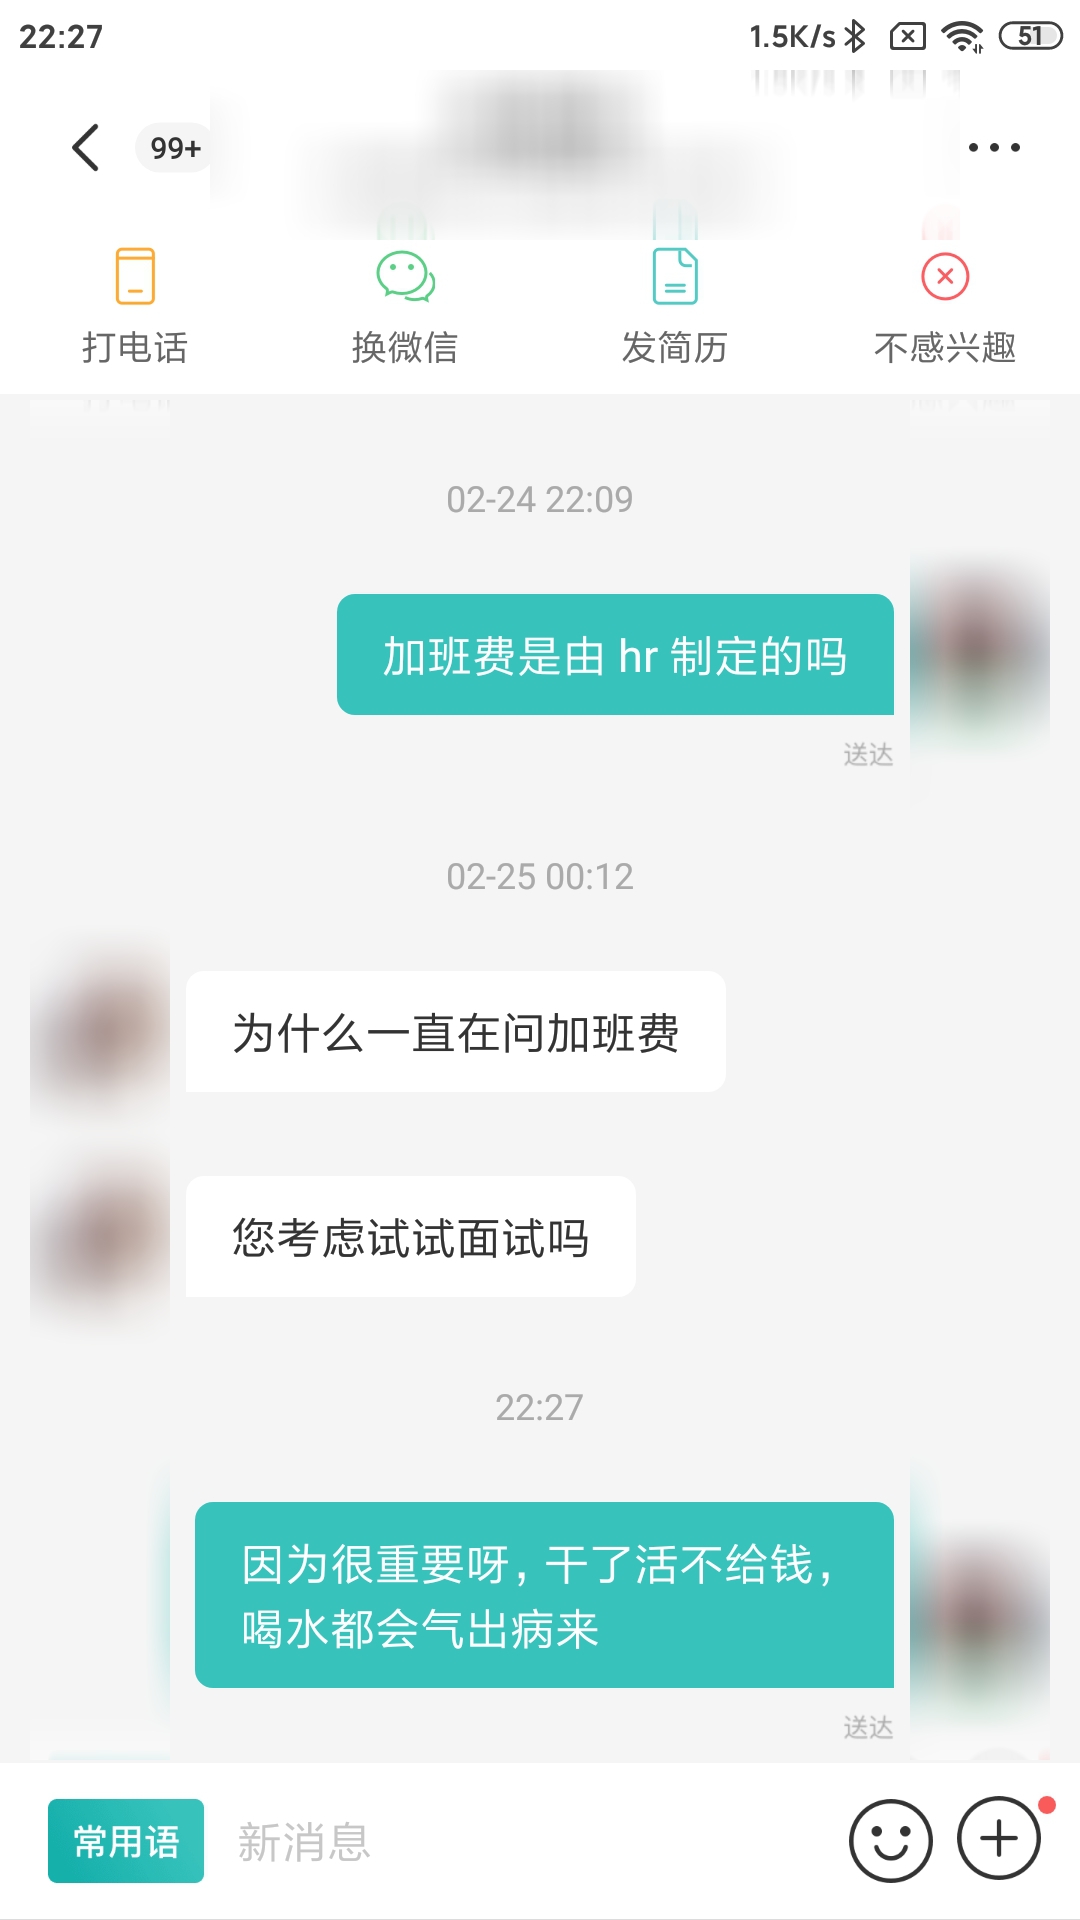 22:27 1.5K/s 51
99+
打电话 换微信 发简历 不感兴趣
02-24 22:09
加班费是由 hr 制定的吗
送达
02-25 00:12
为什么一直在问加班费
您考虑试试面试吗
22:27
因为很重要呀，干了活不给钱，
喝水都会气出病来
送达
常用语 新消息